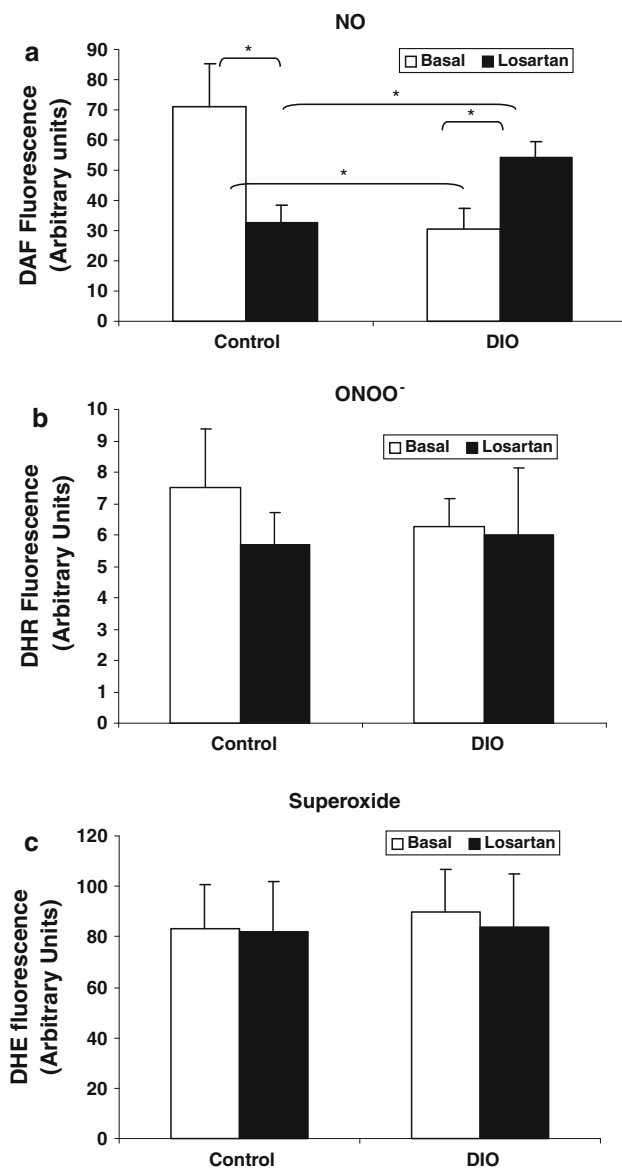 NO
a
DAF Fluorescence
(Arbitrary units)
90
80
70
60
50
40
30
20
10
0
Basal Losartan
*
*
*
*
Control DIO
ONOO⁻
b
DHR Fluorescence
(Arbitrary Units)
10
9
8
7
6
5
4
3
2
1
0
Basal Losartan
Control DIO
Superoxide
c
DHE fluorescence
(Arbitrary Units)
120
100
80
60
40
20
0
Basal Losartan
Control DIO